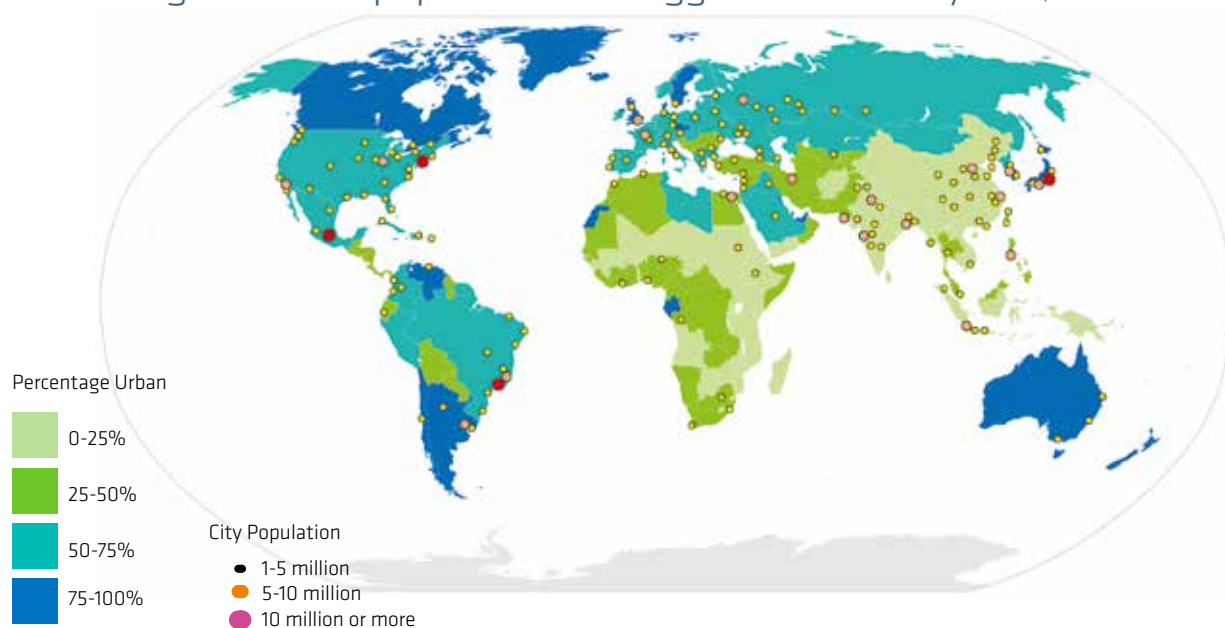 Percentage Urban
0-25%
25-50%
50-75%
75-100%
City Population
1-5 million
5-10 million
10 million or more